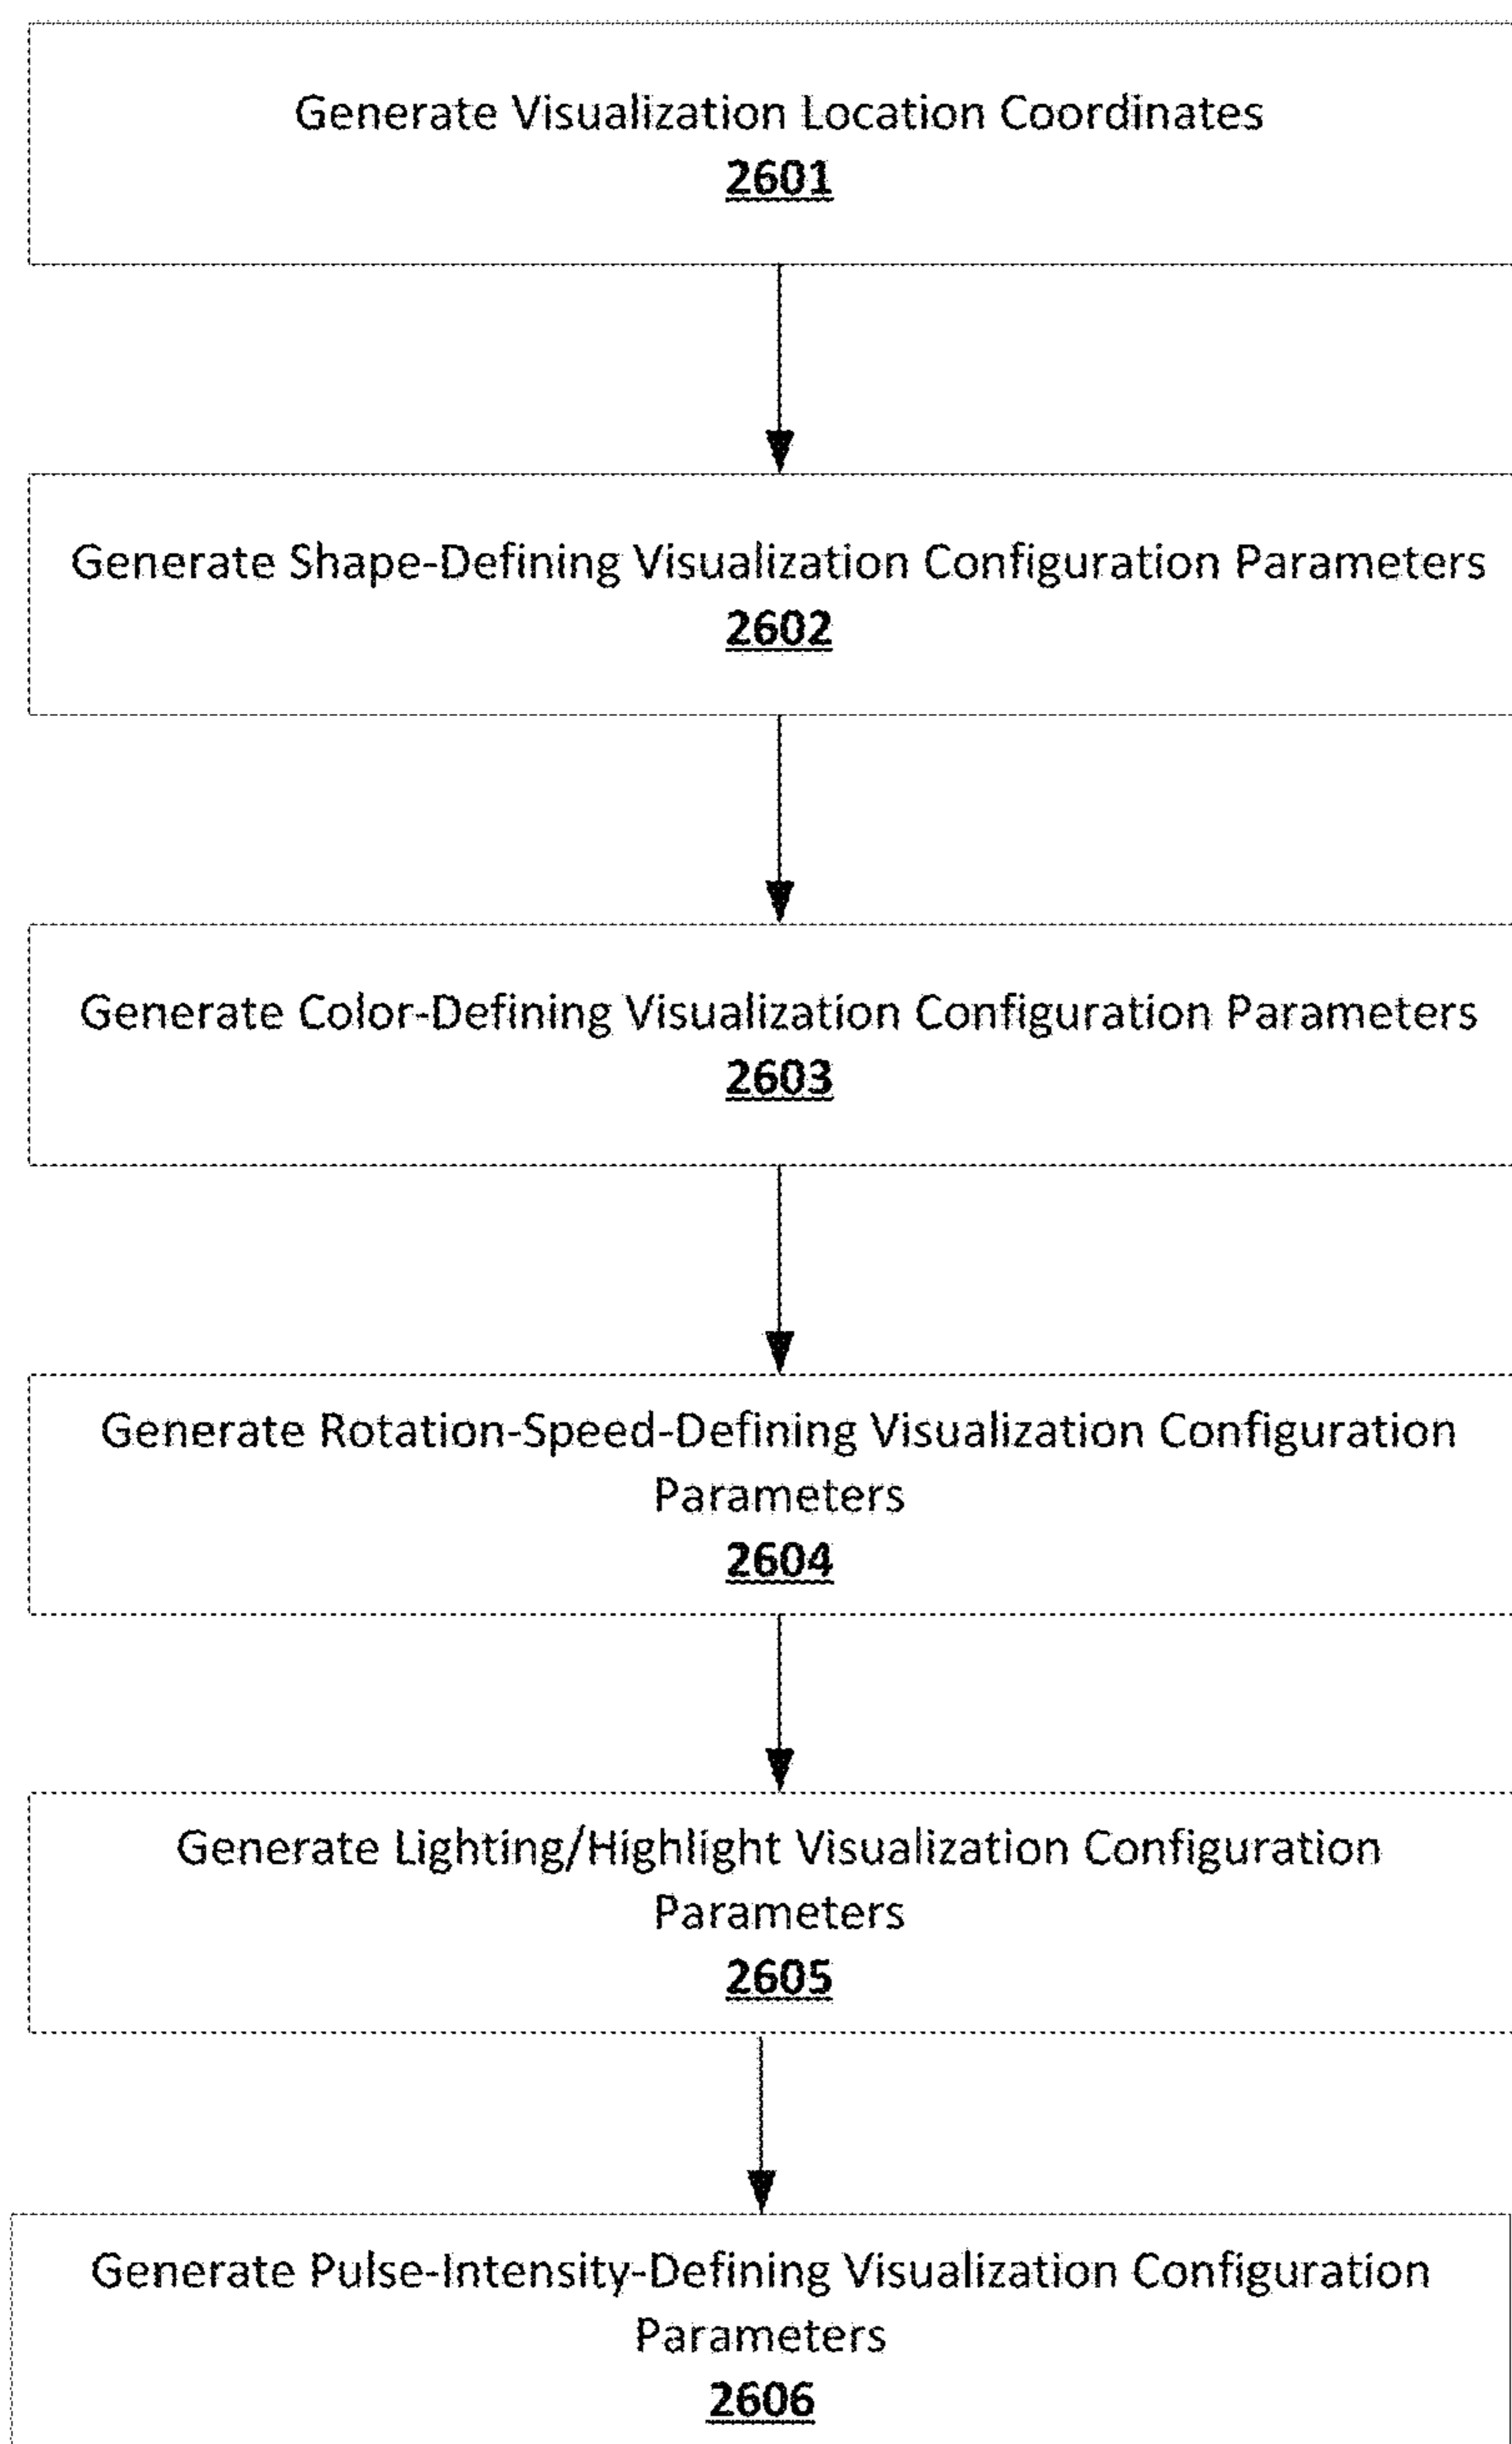 Generate Visualization Location Coordinates
2601
Generate Shape-Defining Visualization Configuration Parameters
2602
Generate Color-Defining Visualization Configuration Parameters
2603
Generate Rotation-Speed-Defining Visualization Configuration
Parameters
2604
Generate Lighting/Highlight Visualization Configuration
Parameters
2605
Generate Pulse-Intensity-Defining Visualization Configuration
Parameters
2606